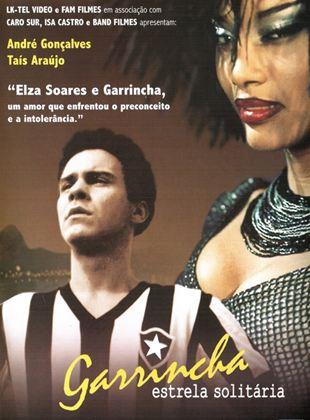 LK-TEL VIDEO e FAM FILMES em associação com
CARO SUR, ISA CASTRO e BAND FILMES apresentam:
André Gonçalves
Taís Araújo
“Elza Soares e Garrincha,
um amor que enfrentou o preconceito
e a intolerância.”
Garrincha
estrela solitária